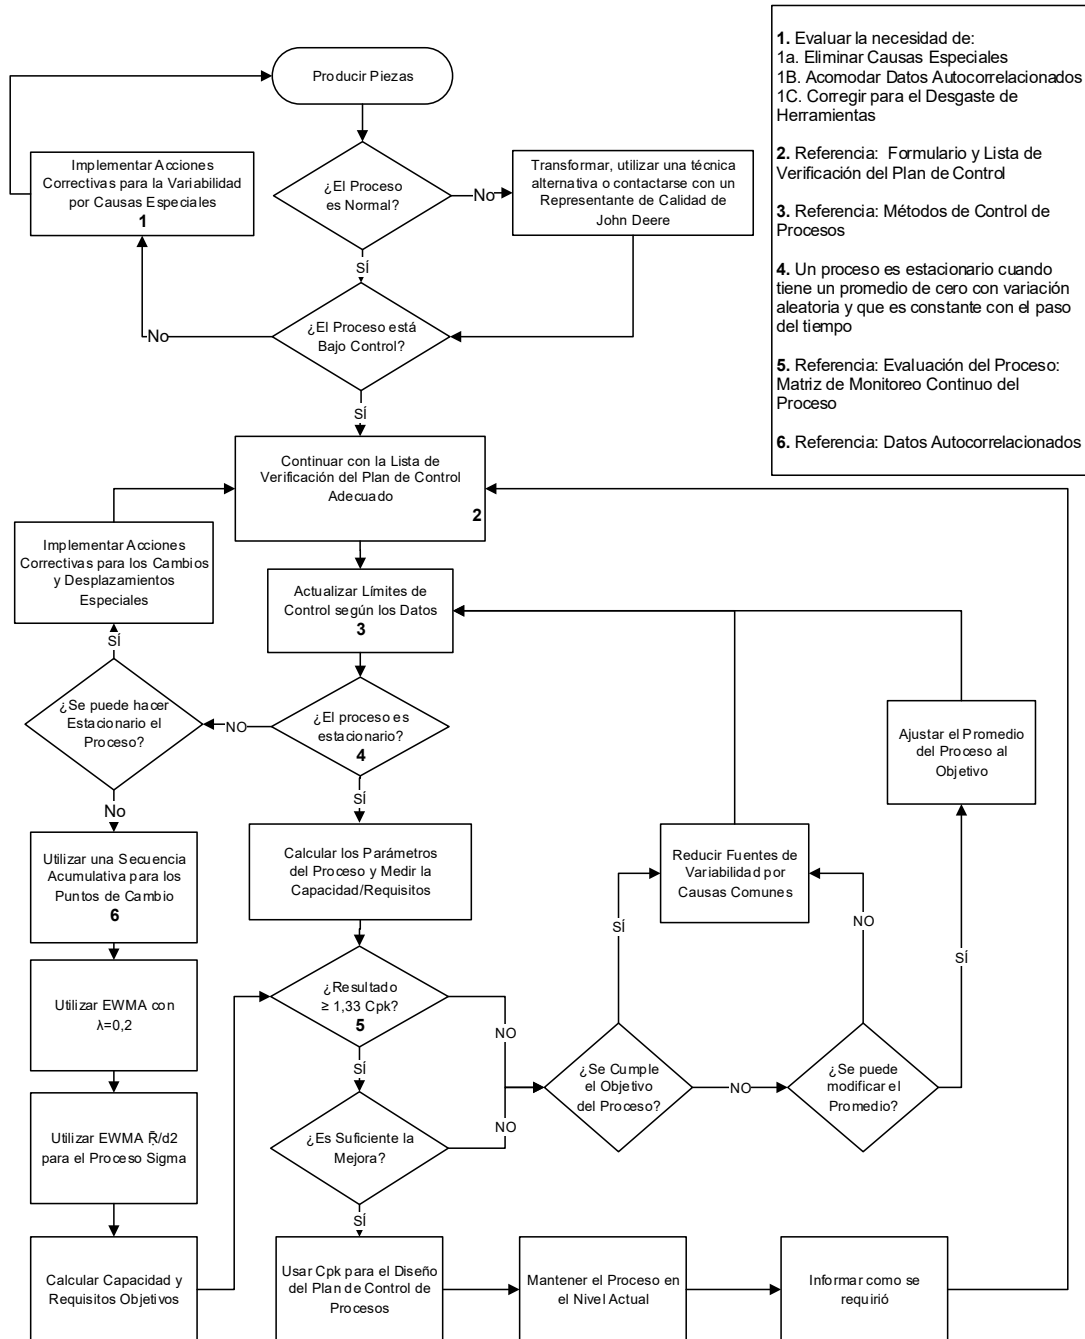 Producir Piezas
1. Evaluar la necesidad de:
1a. Eliminar Causas Especiales
1B. Acomodar Datos Autocorrelacionados
1C. Corregir para el Desgaste de
Herramientas
2. Referencia: Formulario y Lista de
Verificación del Plan de Control
3. Referencia: Métodos de Control de
Procesos
4. Un proceso es estacionario cuando
tiene un promedio de cero con variación
aleatoria y que es constante con el paso
del tiempo
5. Referencia: Evaluación del Proceso:
Matriz de Monitoreo Continuo del
Proceso
6. Referencia: Datos Autocorrelacionados
Implementar Acciones
Correctivas para la Variabilidad
por Causas Especiales
1
¿El Proceso
es Normal?
No
Transformar, utilizar una técnica
alternativa o contactarse con un
Representante de Calidad de
John Deere
SÍ
¿El Proceso está
Bajo Control?
No
SÍ
Continuar con la Lista de
Verificación del Plan de Control
Adecuado
2
Implementar Acciones
Correctivas para los Cambios
y Desplazamientos
Especiales
Actualizar Límites de
Control según los Datos
3
SÍ
¿Se puede hacer
Estacionario el
Proceso?
NO
¿El proceso es
estacionario?
4
Ajustar el Promedio
del Proceso al
Objetivo
No
SÍ
Utilizar una Secuencia
Acumulativa para los
Puntos de Cambio
6
Calcular los Parámetros
del Proceso y Medir la
Capacidad/Requisitos
Reducir Fuentes de
Variabilidad por
Causas Comunes
SÍ
NO
SÍ
Utilizar EWMA con
λ=0,2
¿Resultado
≥ 1,33 Cpk?
5
NO
SÍ
¿Se Cumple
el Objetivo
del Proceso?
NO
¿Se puede
modificar el
Promedio?
Utilizar EWMA R̄/d2
para el Proceso Sigma
¿Es Suficiente la
Mejora?
NO
SÍ
Calcular Capacidad y
Requisitos Objetivos
Usar Cpk para el Diseño
del Plan de Control de
Procesos
Mantener el Proceso en
el Nivel Actual
Informar como se
requirió